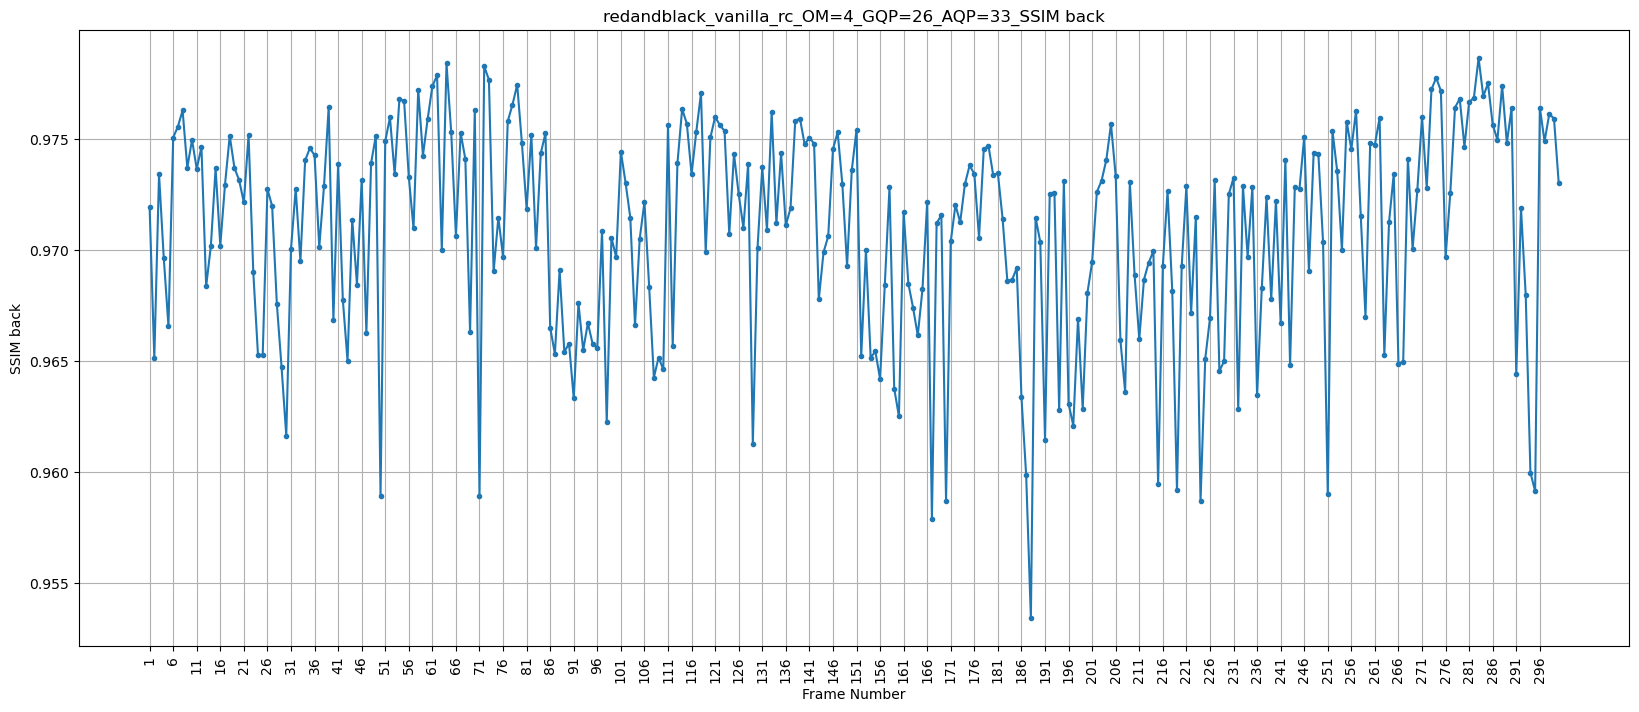 redandblack_vanilla_rc_OM=4_GQP=26_AQP=33_SSIM back
SSIM back
0.975
0.970
0.965
0.960
0.955
1 6 11 16 21 26 31 36 41 46 51 56 61 66 71 76 81 86 91 96 101 106 111 116 121 126 131 136 141 146 151 156 161 166 171 176 181 186 191 196 201 206 211 216 221 226 231 236 241 246 251 256 261 266 271 276 281 286 291 296
Frame Number